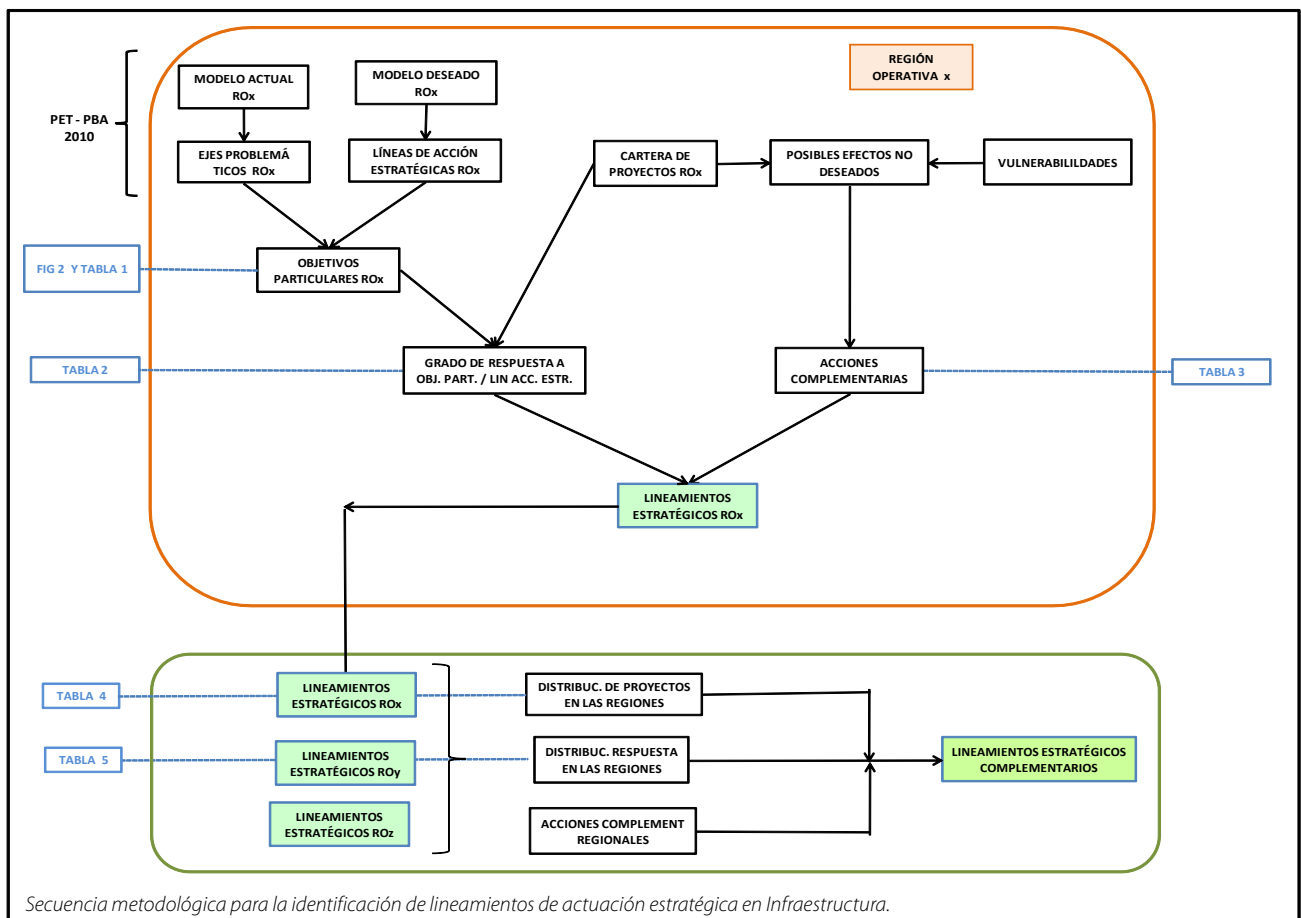 MODELO ACTUAL
ROx
MODELO DESEADO
ROx
REGIÓN
OPERATIVA x
PET - PBA
2010
EJES PROBLEMÁ
TICOS ROx
LÍNEAS DE ACCIÓN
ESTRATÉGICAS ROx
CARTERA DE
PROYECTOS ROx
POSIBLES EFECTOS NO
DESEADOS
VULNERABILILDADES
FIG 2 Y TABLA 1
OBJETIVOS
PARTICULARES ROx
TABLA 2
GRADO DE RESPUESTA A
OBJ. PART. / LIN ACC. ESTR.
ACCIONES
COMPLEMENTARIAS
TABLA 3
LINEAMIENTOS
ESTRATÉGICOS ROx
TABLA 4
LINEAMIENTOS
ESTRATÉGICOS ROx
DISTRIBUC. DE PROYECTOS
EN LAS REGIONES
TABLA 5
LINEAMIENTOS
ESTRATÉGICOS ROy
DISTRIBUC. RESPUESTA
EN LAS REGIONES
LINEAMIENTOS ESTRATÉGICOS
COMPLEMENTARIOS
LINEAMIENTOS
ESTRATÉGICOS ROz
ACCIONES COMPLEMENT
REGIONALES
Secuencia metodológica para la identificación de lineamientos de actuación estratégica en Infraestructura.